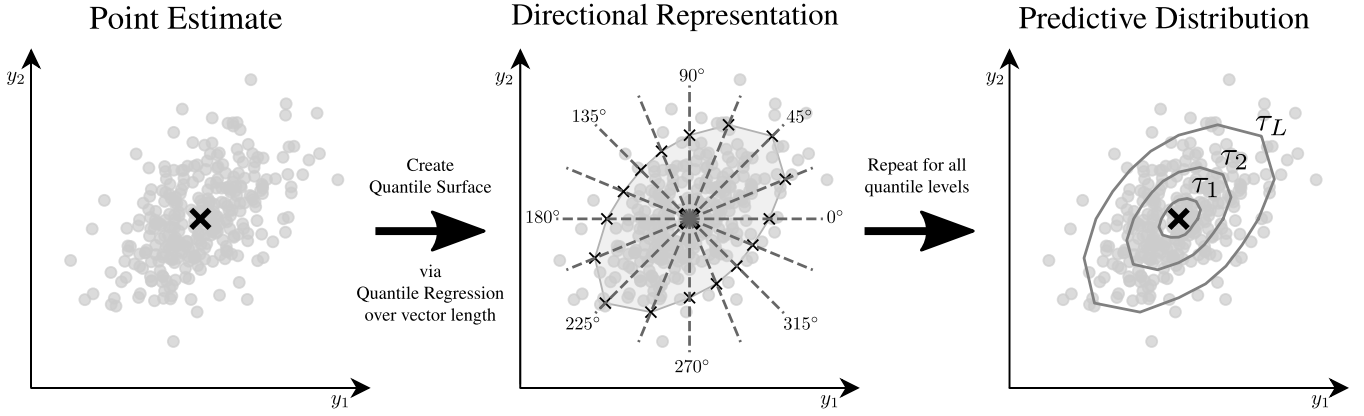 Point Estimate
y₂
y₁
Create
Quantile Surface
via
Quantile Regression
over vector length
Directional Representation
y₂
90°
135°
45°
180°
0°
225°
315°
270°
y₁
Repeat for all
quantile levels
Predictive Distribution
y₂
τ_L
τ₂
τ₁
y₁